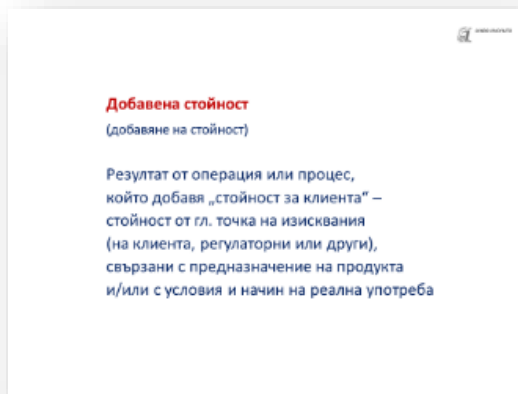 Добавена стойност
(добавяне на стойност)
Резултат от операция или процес,
който добавя „стойност за клиента“ –
стойност от гл. точка на изисквания
(на клиента, регулаторни или други),
свързани с предназначение на продукта
и/или с условия и начин на реална употреба